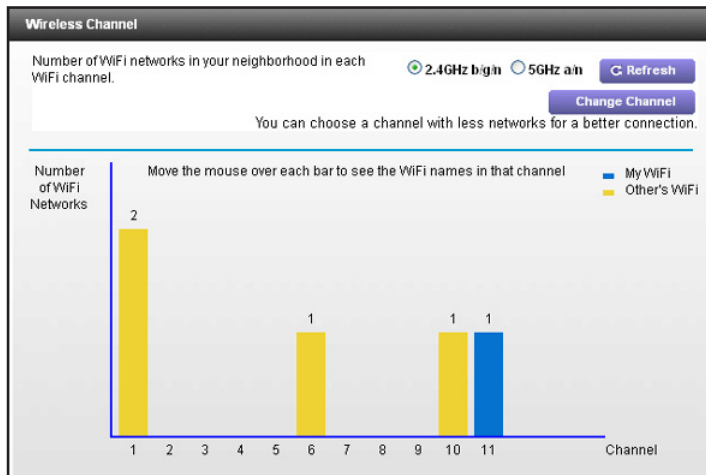 Wireless Channel
Number of WiFi networks in your neighborhood in each
WiFi channel.
2.4GHz b/g/n 5GHz a/n Refresh
Change Channel
You can choose a channel with less networks for a better connection.
Number
of WiFi
Networks
Move the mouse over each bar to see the WiFi names in that channel
My WiFi
Other's WiFi
2
1 1 1
1 2 3 4 5 6 7 8 9 10 11 Channel